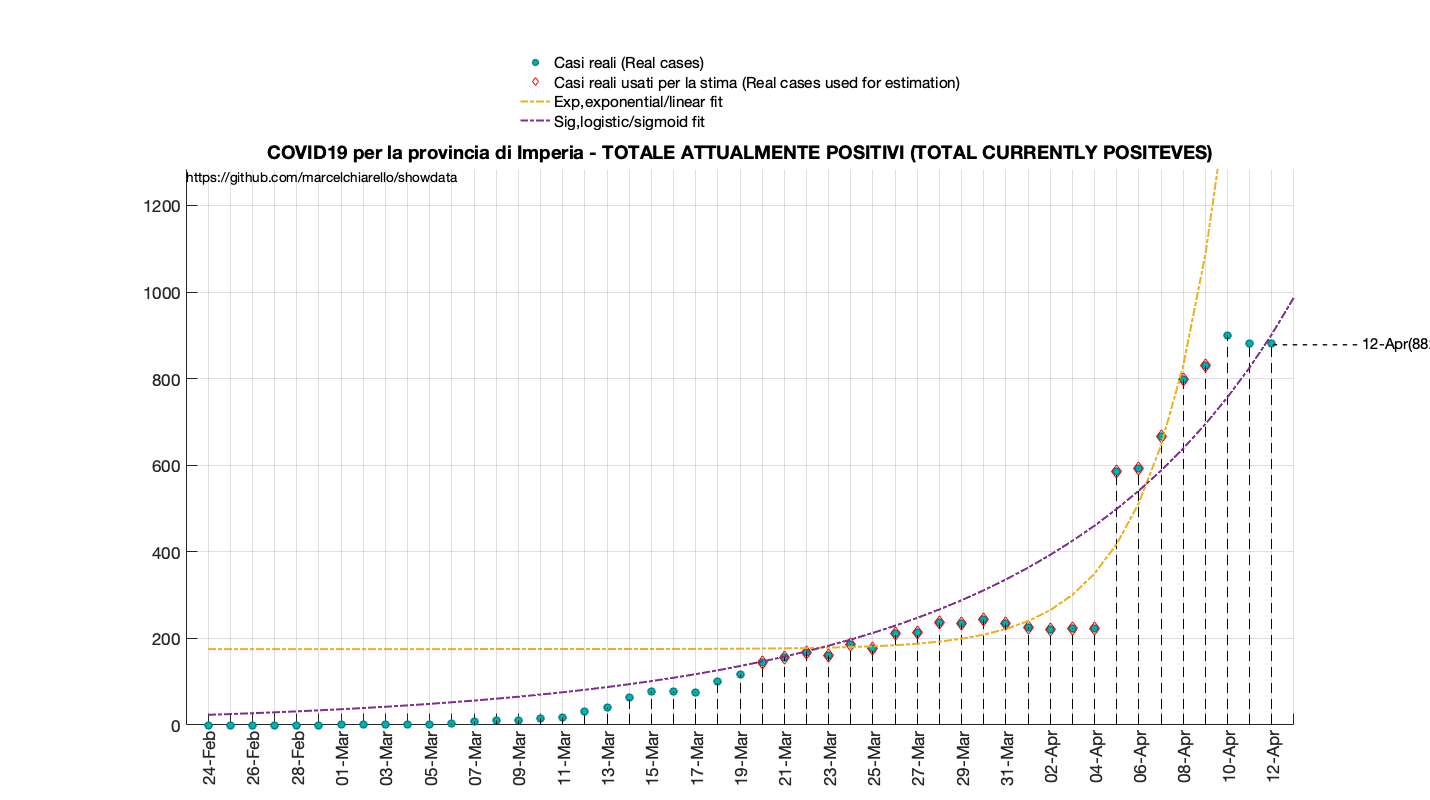 Casi reali (Real cases)
Casi reali usati per la stima (Real cases used for estimation)
Exp,exponential/linear fit
Sig,logistic/sigmoid fit
COVID19 per la provincia di Imperia - TOTALE ATTUALMENTE POSITIVI (TOTAL CURRENTLY POSITEVES)
https://github.com/marcelchiarello/showdata
1200
1000
800
600
400
200
0
12-Apr(88
24-Feb
26-Feb
28-Feb
01-Mar
03-Mar
05-Mar
07-Mar
09-Mar
11-Mar
13-Mar
15-Mar
17-Mar
19-Mar
21-Mar
23-Mar
25-Mar
27-Mar
29-Mar
31-Mar
02-Apr
04-Apr
06-Apr
08-Apr
10-Apr
12-Apr